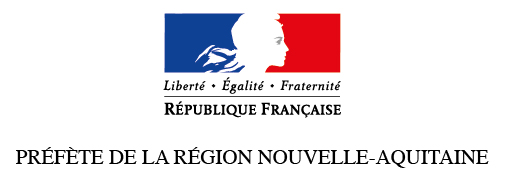 Liberté • Égalité • Fraternité
RÉPUBLIQUE FRANÇAISE
PRÉFÈTE DE LA RÉGION NOUVELLE-AQUITAINE